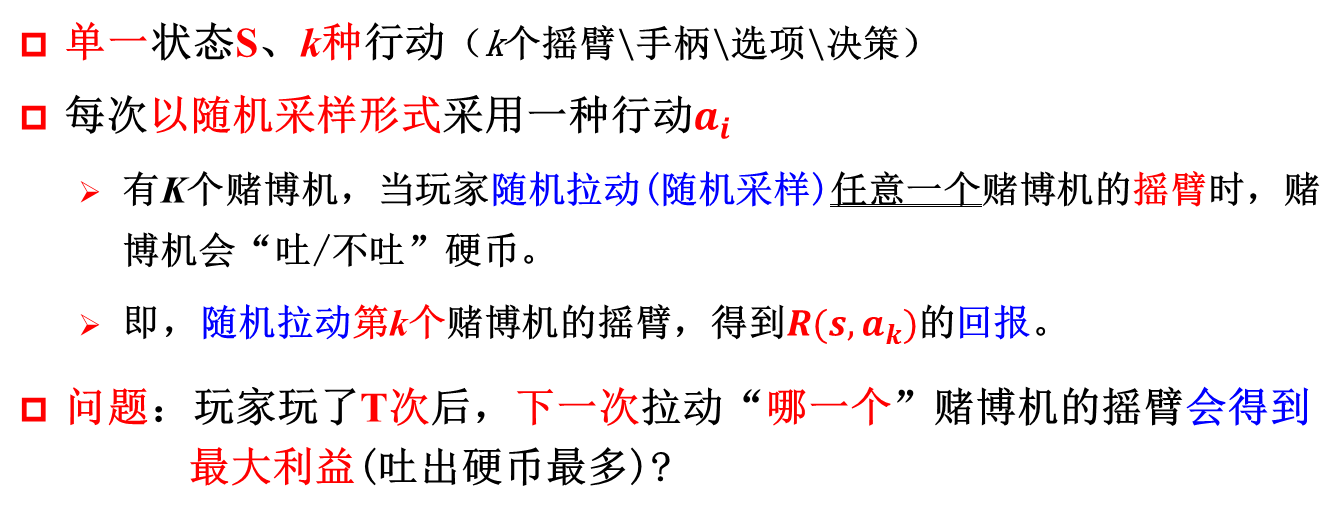 单一状态S、k种行动（k个摇臂\手柄\选项\决策）
每次以随机采样形式采用一种行动aᵢ
有K个赌博机，当玩家随机拉动(随机采样)任意一个赌博机的摇臂时，赌
博机会“吐/不吐”硬币。
即，随机拉动第k个赌博机的摇臂，得到R(s,aₖ)的回报。
问题：玩家玩了T次后，下一次拉动“哪一个”赌博机的摇臂会得到
最大利益(吐出硬币最多)?